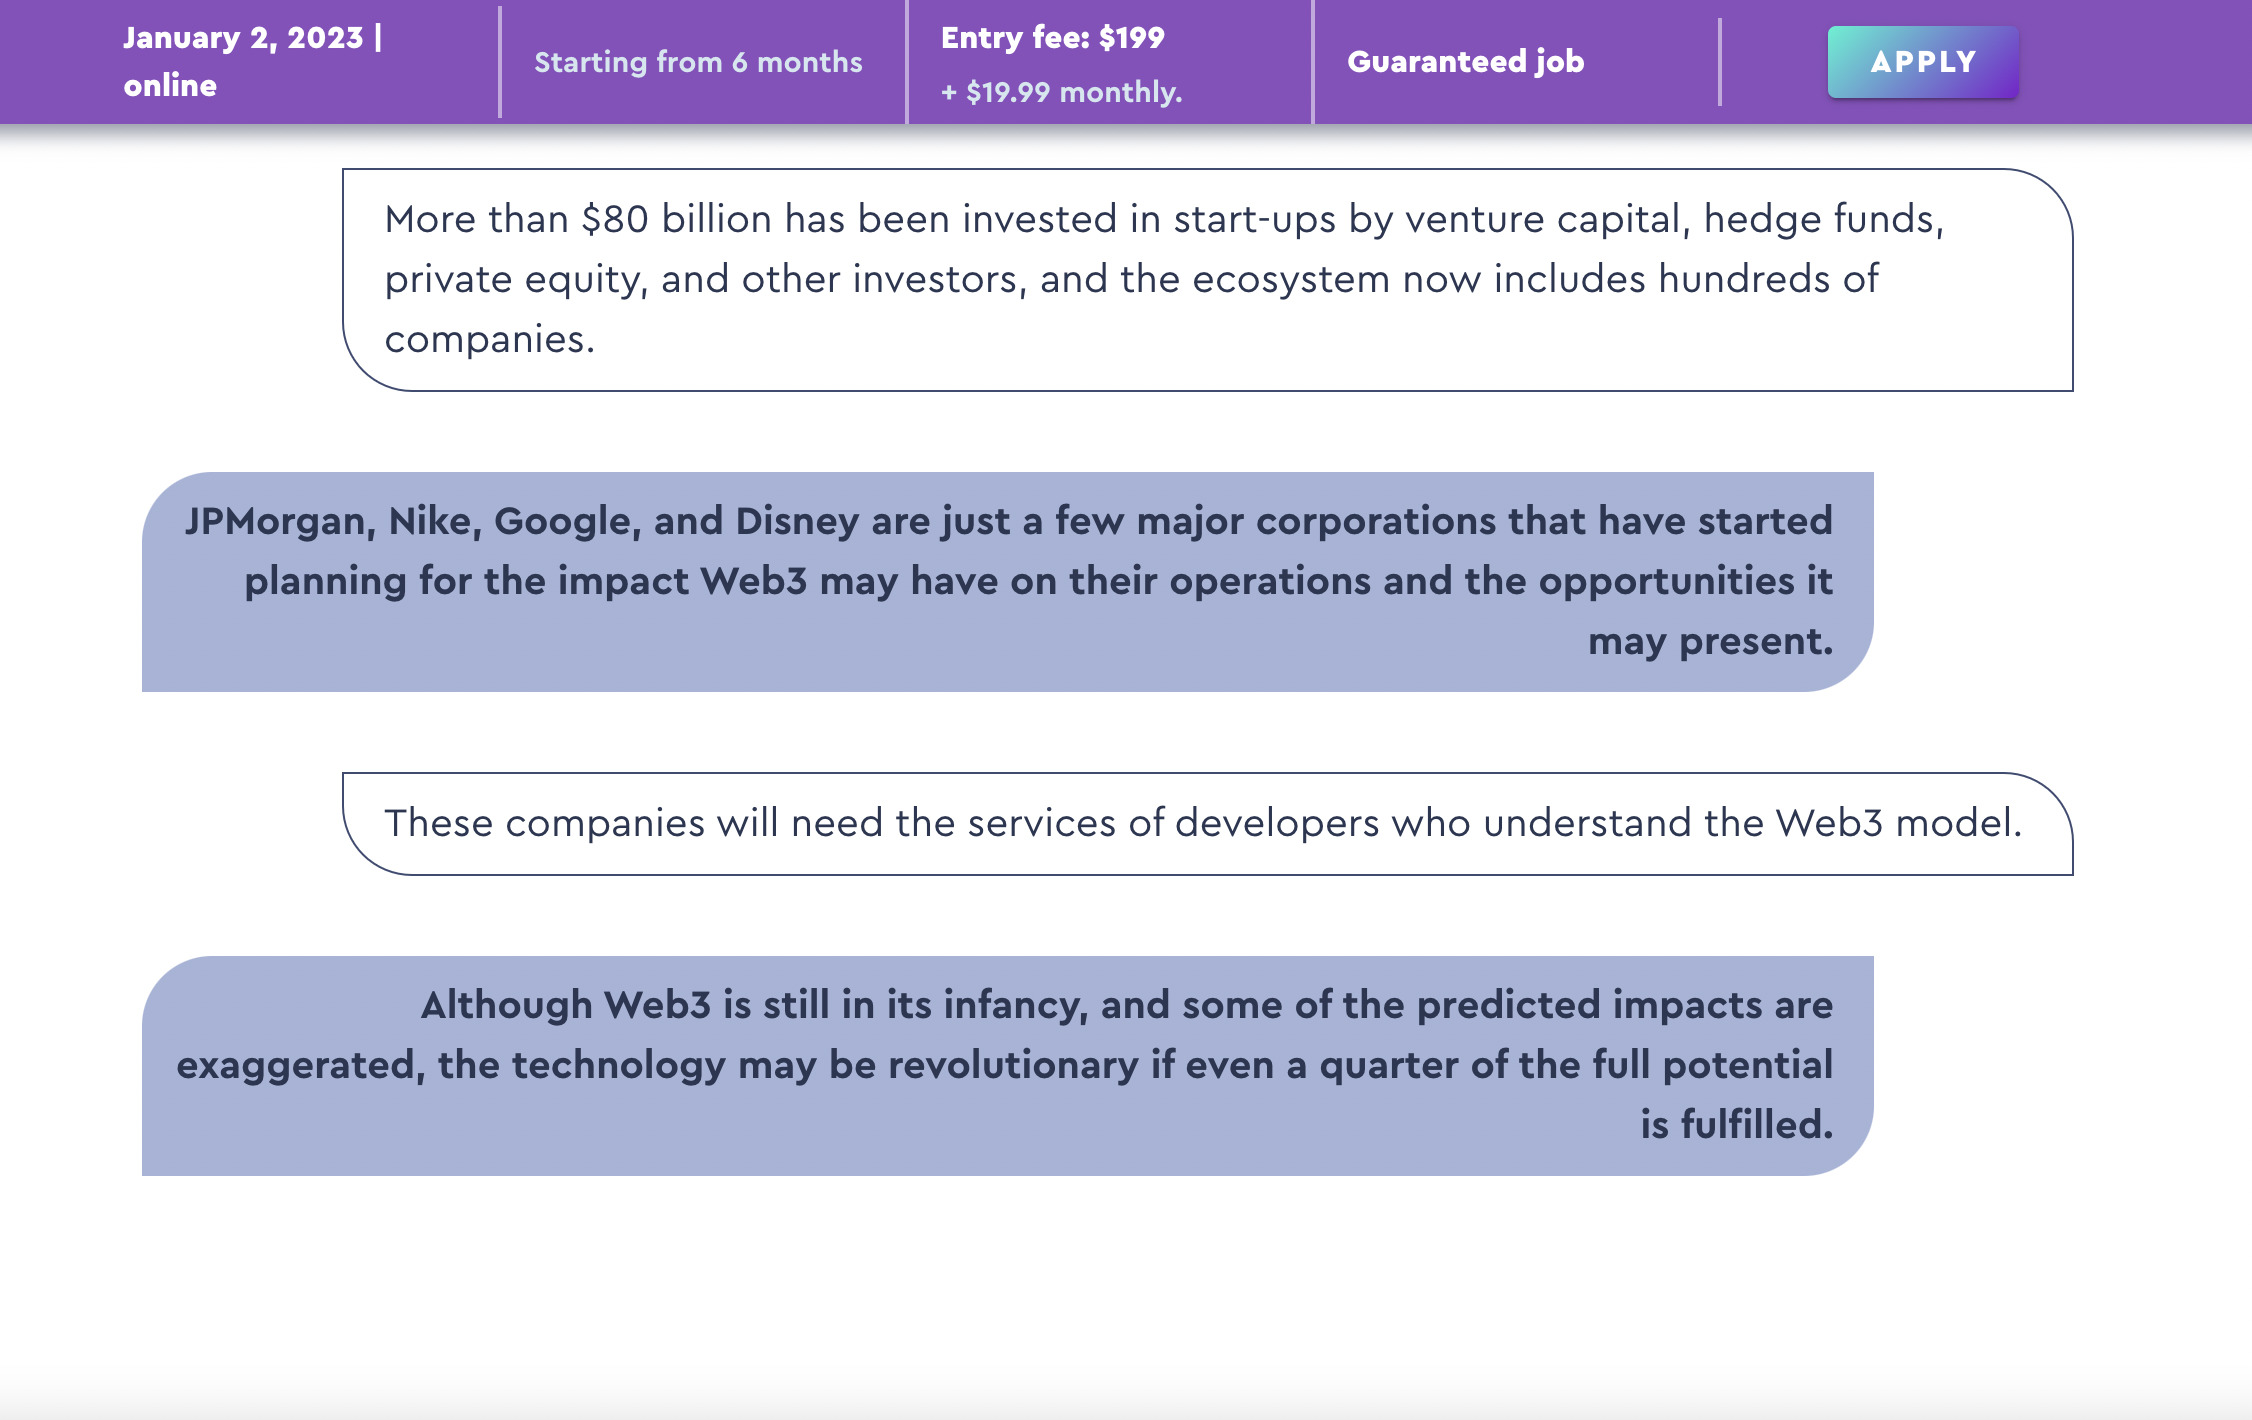 January 2, 2023 |
online
Starting from 6 months
Entry fee: $199
+ $19.99 monthly.
Guaranteed job
APPLY
More than $80 billion has been invested in start-ups by venture capital, hedge funds,
private equity, and other investors, and the ecosystem now includes hundreds of
companies.
JPMorgan, Nike, Google, and Disney are just a few major corporations that have started
planning for the impact Web3 may have on their operations and the opportunities it
may present.
These companies will need the services of developers who understand the Web3 model.
Although Web3 is still in its infancy, and some of the predicted impacts are
exaggerated, the technology may be revolutionary if even a quarter of the full potential
is fulfilled.